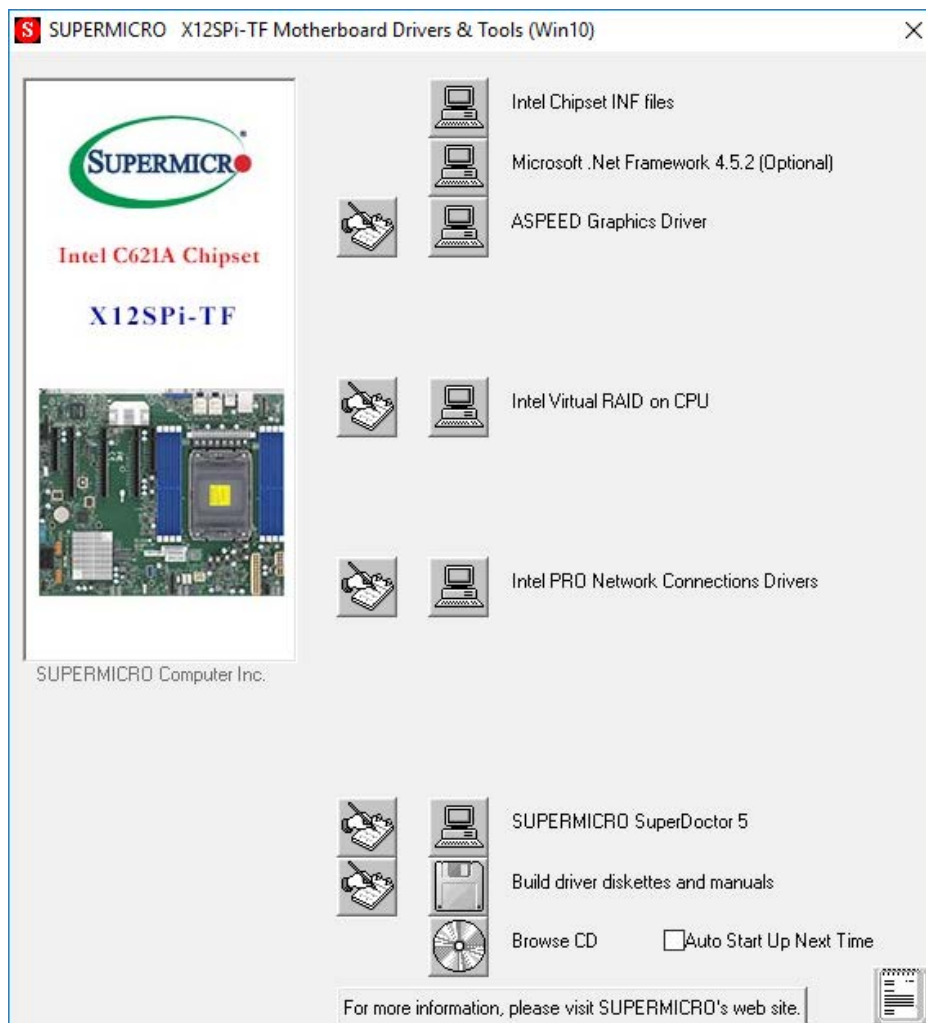 SUPERMICRO X12SPi-TF Motherboard Drivers & Tools (Win10)
SUPERMICRO
Intel C621A Chipset
X12SPi-TF
SUPERMICRO Computer Inc.
Intel Chipset INF files
Microsoft .Net Framework 4.5.2 (Optional)
ASPEED Graphics Driver
Intel Virtual RAID on CPU
Intel PRO Network Connections Drivers
SUPERMICRO SuperDoctor 5
Build driver diskettes and manuals
Browse CD
Auto Start Up Next Time
For more information, please visit SUPERMICRO's web site.